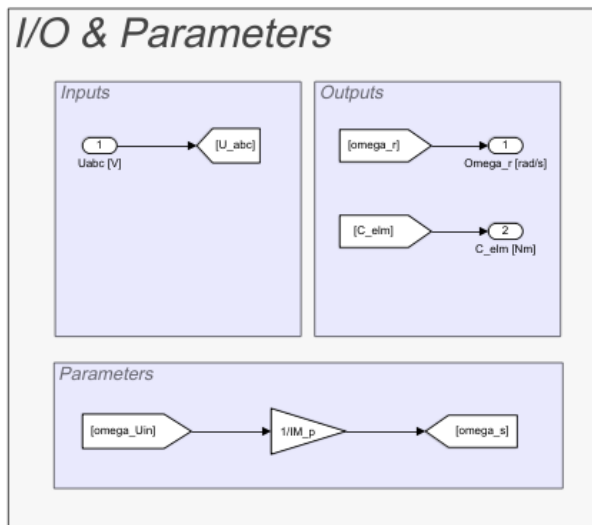 I/O & Parameters
Inputs
1
Uabc [V]
[U_abc]
Outputs
[omega_r]
1
Omega_r [rad/s]
[C_elm]
2
C_elm [Nm]
Parameters
[omega_Uin]
1/IM_p
[omega_s]